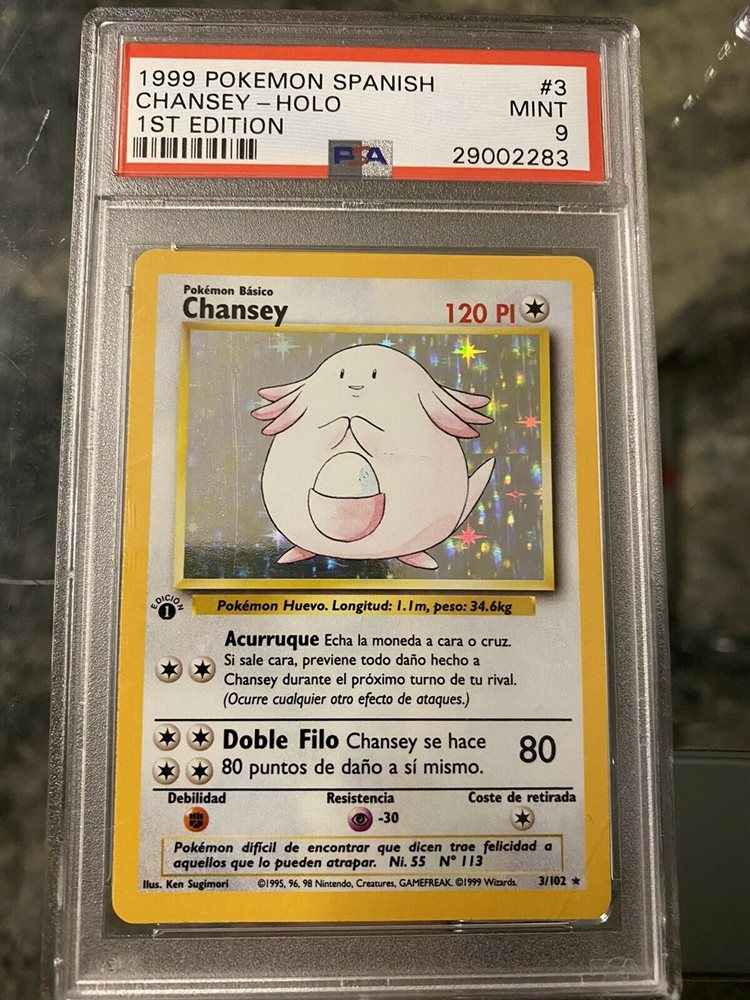 1999 POKEMON SPANISH #3
CHANSEY – HOLO MINT
1ST EDITION 9
PSA 29002283
Pokémon Básico
Chansey 120 PI
EDICIÓN
1
Pokémon Huevo. Longitud: 1.1m, peso: 34.6kg
Acurruque Echa la moneda a cara o cruz.
Si sale cara, previene todo daño hecho a
Chansey durante el próximo turno de tu rival.
(Ocurre cualquier otro efecto de ataques.)
Doble Filo Chansey se hace 80
80 puntos de daño a sí mismo.
Debilidad Resistencia Coste de retirada
-30
Pokémon difícil de encontrar que dicen trae felicidad a
aquellos que lo pueden atrapar. Ni. 55 N° 113
Ilus. Ken Sugimori ©1995, 96, 98 Nintendo, Creatures, GAMEFREAK. ©1999 Wizards. 3/102 ★
PSA